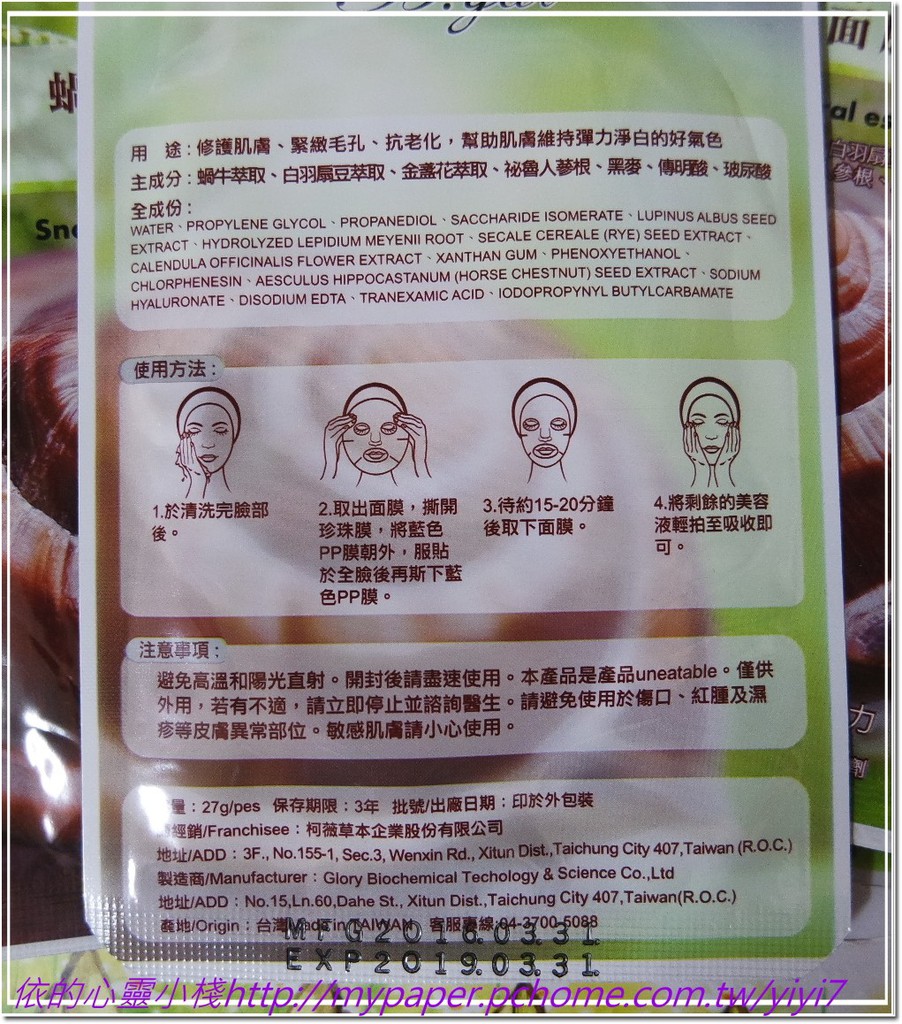 面
蝸
al es
白羽扇
參根、
用　途：修護肌膚、緊緻毛孔、抗老化，幫助肌膚維持彈力淨白的好氣色
主成分：蝸牛萃取、白羽扇豆萃取、金盞花萃取、祕魯人蔘根、黑麥、傳明酸、玻尿酸
全成份：
WATER、PROPYLENE GLYCOL、PROPANEDIOL、SACCHARIDE ISOMERATE、LUPINUS ALBUS SEED
EXTRACT、HYDROLYZED LEPIDIUM MEYENII ROOT、SECALE CEREALE (RYE) SEED EXTRACT、
CALENDULA OFFICINALIS FLOWER EXTRACT、XANTHAN GUM、PHENOXYETHANOL、
CHLORPHENESIN、AESCULUS HIPPOCASTANUM (HORSE CHESTNUT) SEED EXTRACT、SODIUM
HYALURONATE、DISODIUM EDTA、TRANEXAMIC ACID、IODOPROPYNYL BUTYLCARBAMATE
Sn
使用方法：
1.於清洗完臉部
後。
2.取出面膜，撕開
珍珠膜，將藍色
PP膜朝外，服貼
於全臉後再斯下藍
色PP膜。
3.待約15-20分鐘
後取下面膜。
4.將剩餘的美容
液輕拍至吸收即
可。
注意事項：
避免高溫和陽光直射。開封後請盡速使用。本產品是產品uneatable。僅供
外用，若有不適，請立即停止並諮詢醫生。請避免使用於傷口、紅腫及濕
疹等皮膚異常部位。敏感肌膚請小心使用。
力
劑
量：27g/pes 保存期限：3年 批號/出廠日期：印於外包裝
經銷/Franchisee：柯薇草本企業股份有限公司
地址/ADD：3F., No.155-1, Sec.3, Wenxin Rd., Xitun Dist.,Taichung City 407,Taiwan (R.O.C.)
製造商/Manufacturer：Glory Biochemical Techology & Science Co.,Ltd
地址/ADD：No.15,Ln.60,Dahe St., Xitun Dist.,Taichung City 407,Taiwan(R.O.C.)
產地/Origin：台灣Made in TAIWAN 客服專線:04-3700-5088
MFG2016.03.31.
EXP2019.03.31.
依的心靈小棧http://mypaper.pchome.com.tw/yiyi7